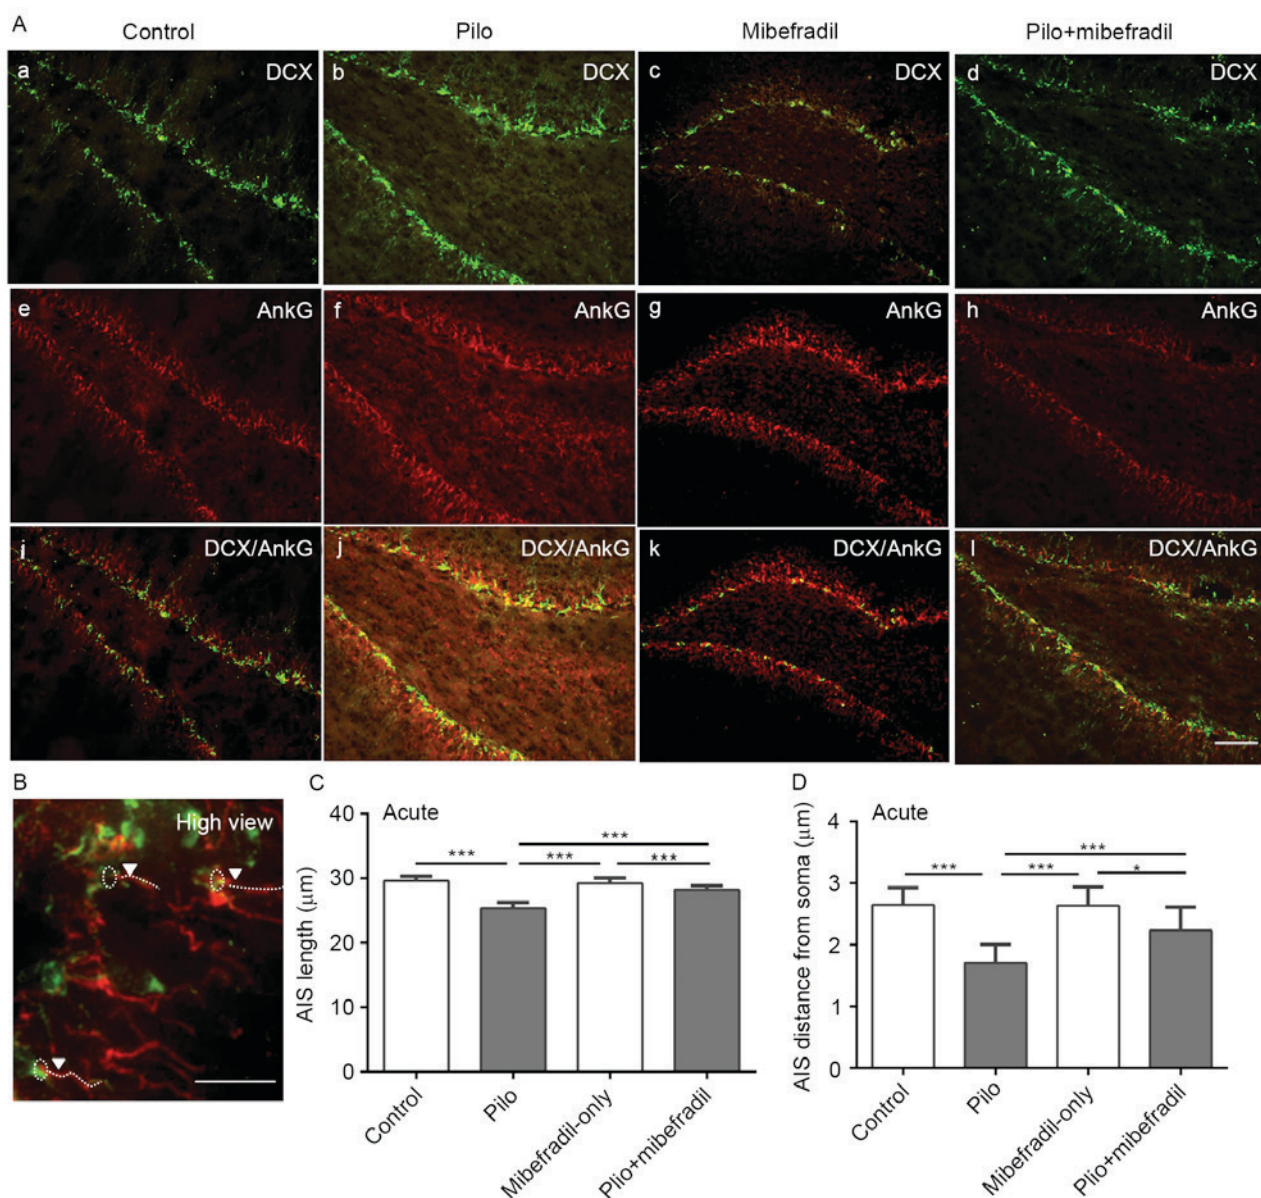 A
Control Pilo Mibefradil Pilo+mibefradil
a DCX b DCX c DCX d DCX
e AnkG f AnkG g AnkG h AnkG
i DCX/AnkG j DCX/AnkG k DCX/AnkG l DCX/AnkG
B
High view
C
Acute
AIS length (μm)
40
30
20
10
0
*** *** *** ***
Control Pilo Mibefradil-only Plio+mibefradil
D
Acute
AIS distance from soma (μm)
4
3
2
1
0
*** *** *** *
Control Pilo Mibefradil-only Plio+mibefradil